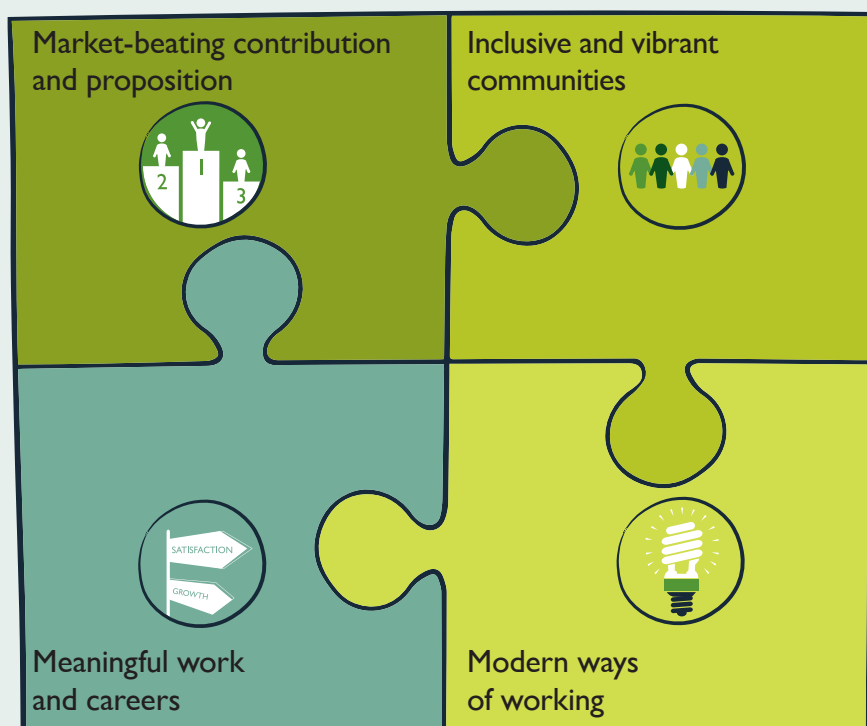 Market-beating contribution
and proposition
2
1
3
Inclusive and vibrant
communities
SATISFACTION
GROWTH
Meaningful work
and careers
Modern ways
of working